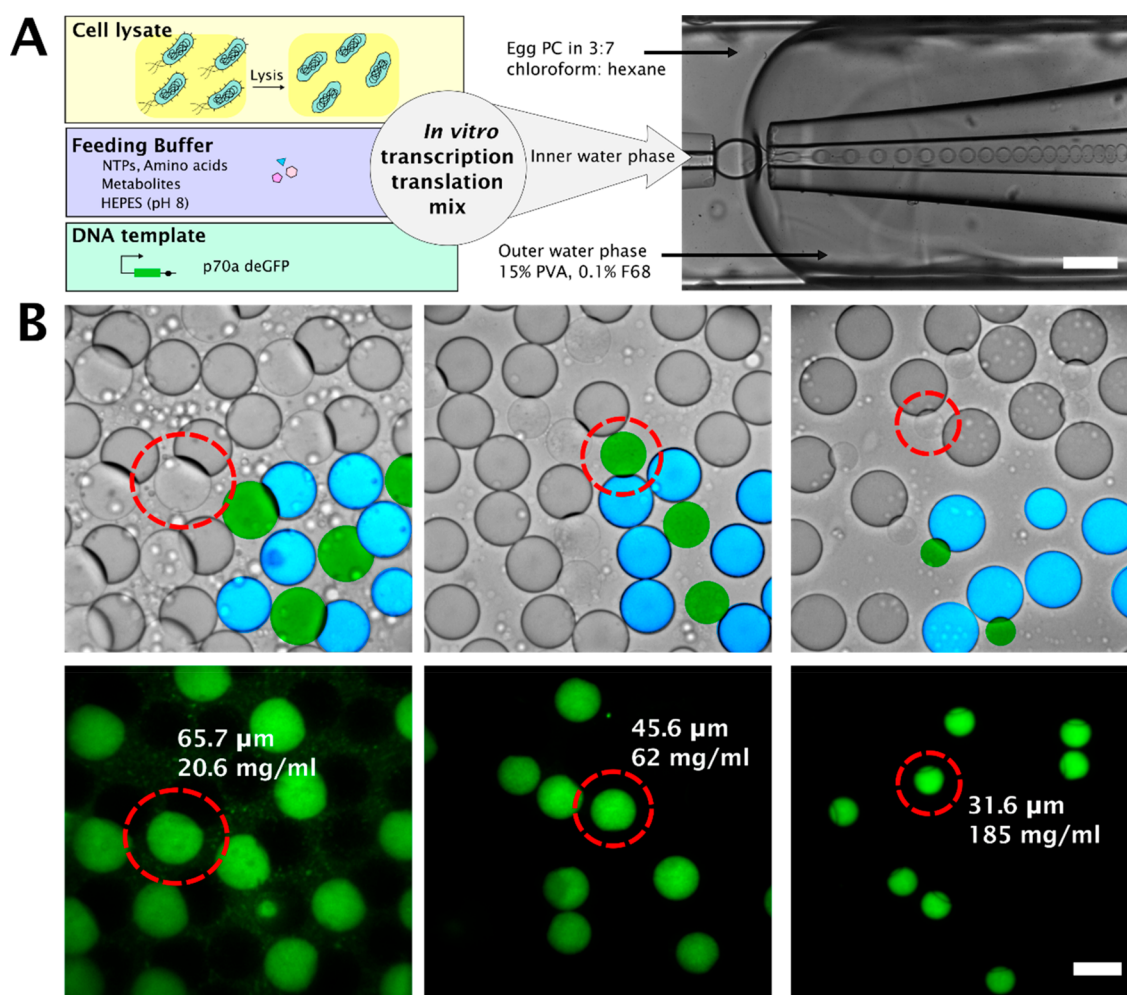 A
Cell lysate
Lysis
Feeding Buffer
NTPs, Amino acids
Metabolites
HEPES (pH 8)
DNA template
p70a deGFP
In vitro
transcription
translation
mix
Inner water phase
Egg PC in 3:7
chloroform: hexane
Outer water phase
15% PVA, 0.1% F68
B
65.7 µm
20.6 mg/ml
45.6 µm
62 mg/ml
31.6 µm
185 mg/ml